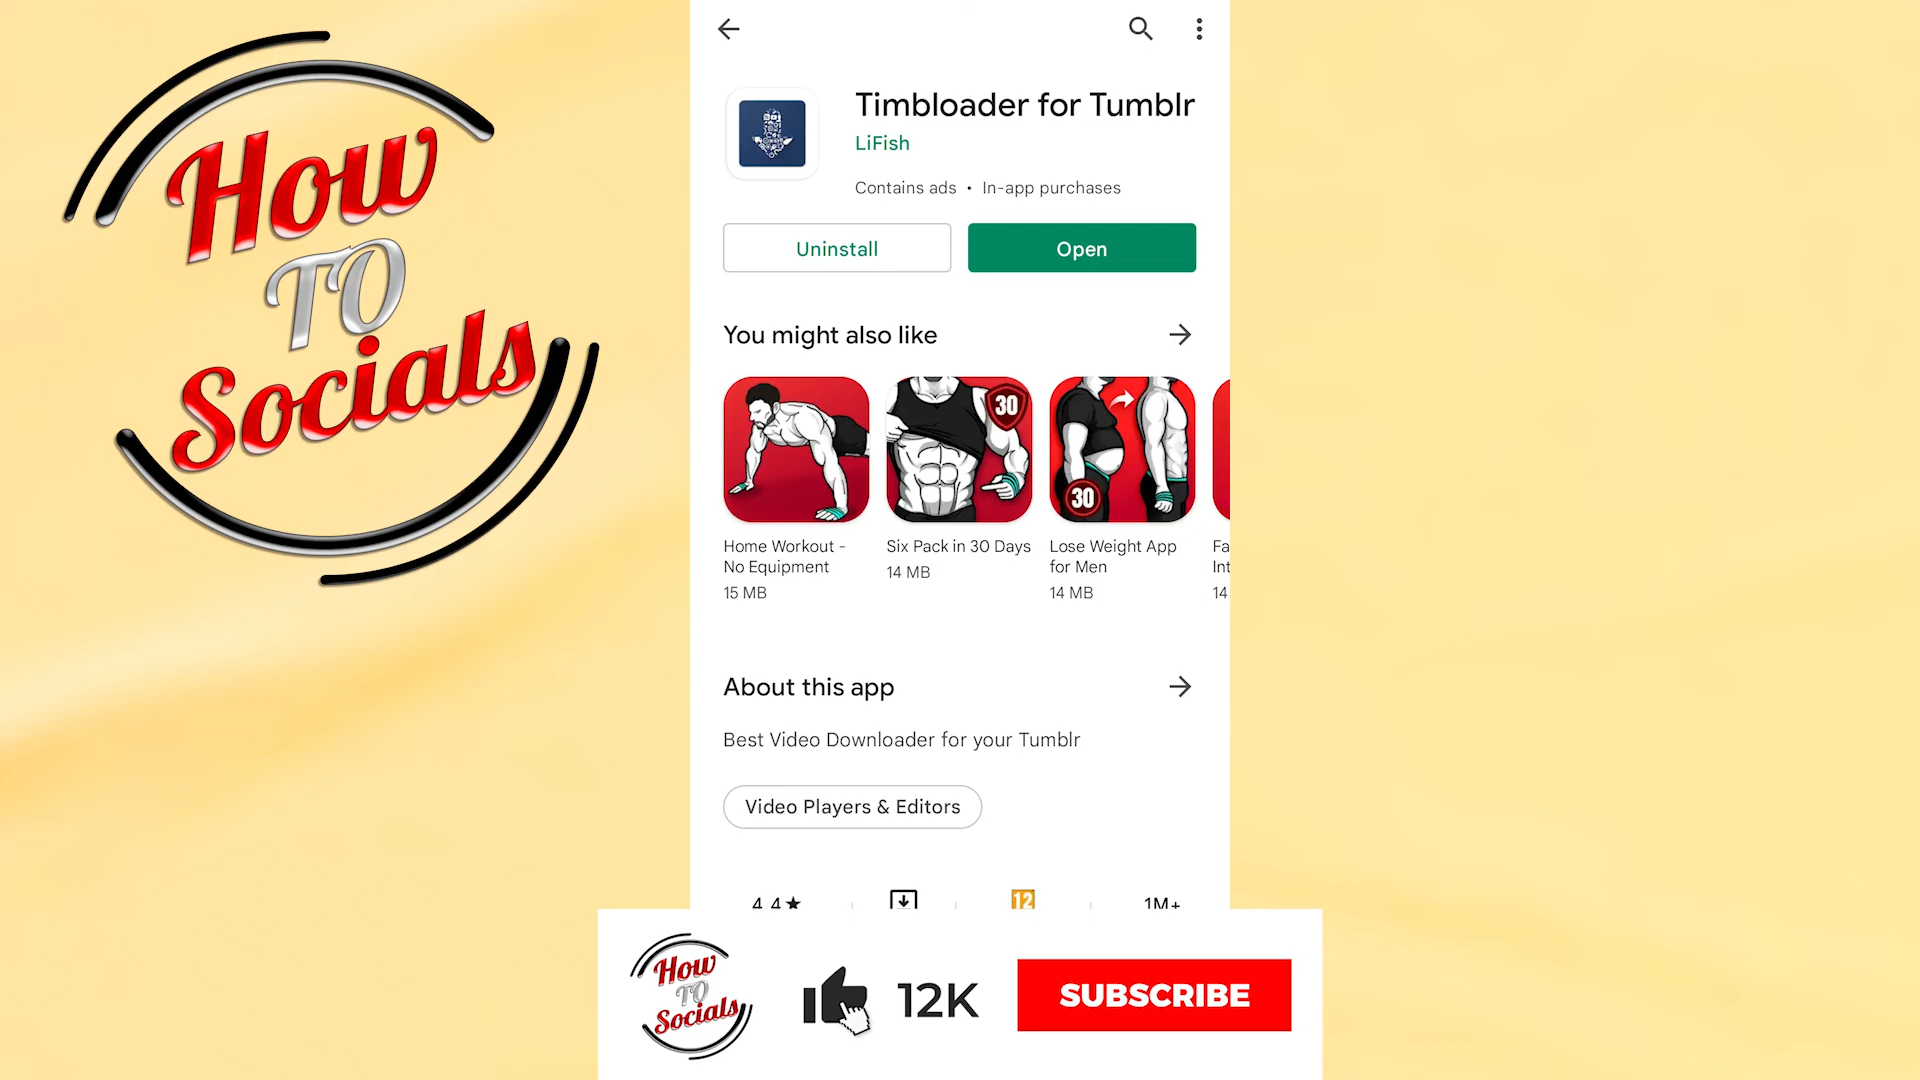 How
TO
Socials
Timbloader for Tumblr
LiFish
Contains ads • In-app purchases
Uninstall
Open
You might also like
30
30
Home Workout -
No Equipment
15 MB
Six Pack in 30 Days
14 MB
Lose Weight App
for Men
14 MB
Fa
Int
14
About this app
Best Video Downloader for your Tumblr
Video Players & Editors
4.4★
12
1M+
How
TO
Socials
12K
SUBSCRIBE